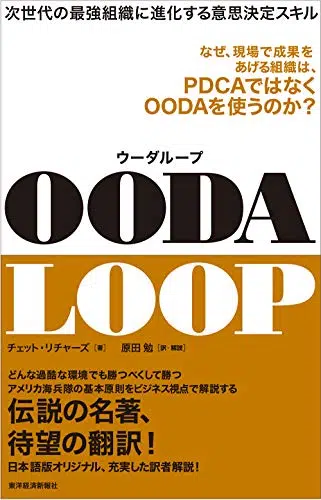 次世代の最強組織に進化する意思決定スキル
なぜ、現場で成果を
あげる組織は、
PDCAではなく
OODAを使うのか?
ウーダループ
OODA
LOOP
チェット・リチャーズ[著] 原田 勉[訳・解説]
どんな過酷な環境でも勝つべくして勝つ
アメリカ海兵隊の基本原則をビジネス視点で解説する
伝説の名著、
待望の翻訳!
日本語版オリジナル、充実した訳者解説!
東洋経済新報社